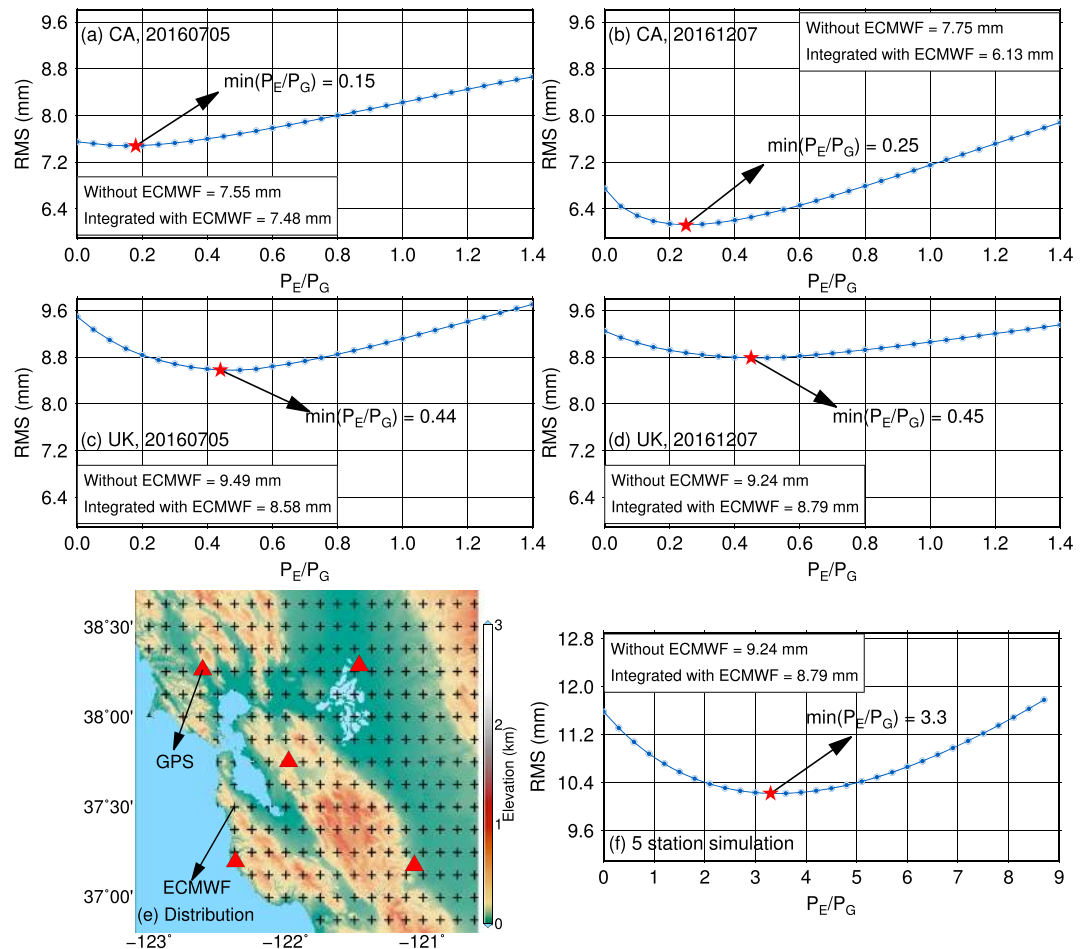 9.6
8.8
8.0
7.2
6.4
RMS (mm)
(a) CA, 20160705
min(P_E/P_G) = 0.15
Without ECMWF = 7.55 mm
Integrated with ECMWF = 7.48 mm
0.0 0.2 0.4 0.6 0.8 1.0 1.2 1.4
P_E/P_G
9.6
8.8
8.0
7.2
6.4
RMS (mm)
(b) CA, 20161207
Without ECMWF = 7.75 mm
Integrated with ECMWF = 6.13 mm
min(P_E/P_G) = 0.25
0.0 0.2 0.4 0.6 0.8 1.0 1.2 1.4
P_E/P_G
9.6
8.8
8.0
7.2
6.4
RMS (mm)
min(P_E/P_G) = 0.44
(c) UK, 20160705
Without ECMWF = 9.49 mm
Integrated with ECMWF = 8.58 mm
0.0 0.2 0.4 0.6 0.8 1.0 1.2 1.4
P_E/P_G
9.6
8.8
8.0
7.2
6.4
RMS (mm)
min(P_E/P_G) = 0.45
(d) UK, 20161207
Without ECMWF = 9.24 mm
Integrated with ECMWF = 8.79 mm
0.0 0.2 0.4 0.6 0.8 1.0 1.2 1.4
P_E/P_G
38°30'
38°00'
37°30'
37°00'
GPS
ECMWF
(e) Distribution
−123° −122° −121°
3
2
1
0
Elevation (km)
12.8
12.0
11.2
10.4
9.6
RMS (mm)
Without ECMWF = 9.24 mm
Integrated with ECMWF = 8.79 mm
min(P_E/P_G) = 3.3
(f) 5 station simulation
0 1 2 3 4 5 6 7 8 9
P_E/P_G